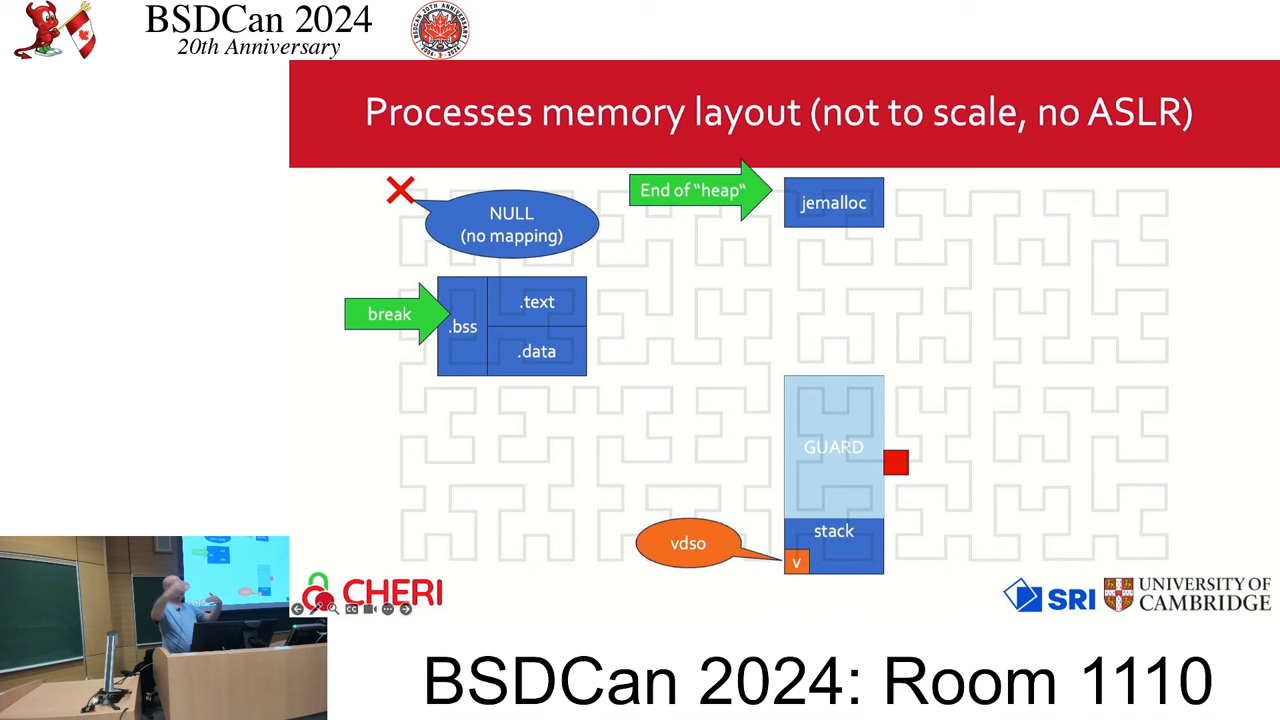 BSDCan 2024
20th Anniversary
Processes memory layout (not to scale, no ASLR)
NULL
(no mapping)
End of "heap"
jemalloc
break
.bss
.text
.data
GUARD
stack
vdso
v
CHERI
CC
SRI
UNIVERSITY OF
CAMBRIDGE
BSDCan 2024: Room 1110